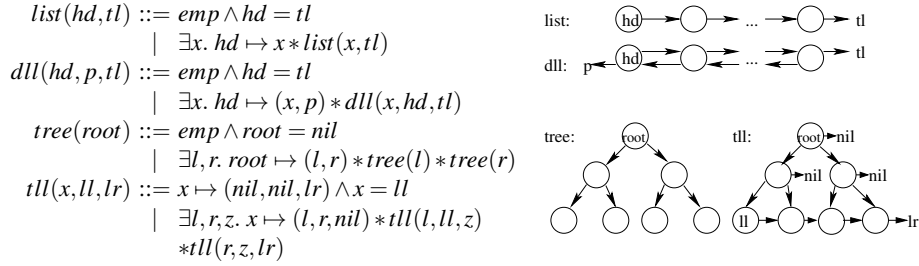 list(hd,tl) ::= emp ∧ hd = tl
| ∃x. hd ↦ x ∗ list(x,tl)
dll(hd,p,tl) ::= emp ∧ hd = tl
| ∃x. hd ↦ (x,p) ∗ dll(x,hd,tl)
tree(root) ::= emp ∧ root = nil
| ∃l,r. root ↦ (l,r) ∗ tree(l) ∗ tree(r)
tll(x,ll,lr) ::= x ↦ (nil,nil,lr) ∧ x = ll
| ∃l,r,z. x ↦ (l,r,nil) ∗ tll(l,ll,z)
∗tll(r,z,lr)
list: hd ... tl
dll: p hd ... tl
tree: root
tll: root nil
nil nil
ll lr